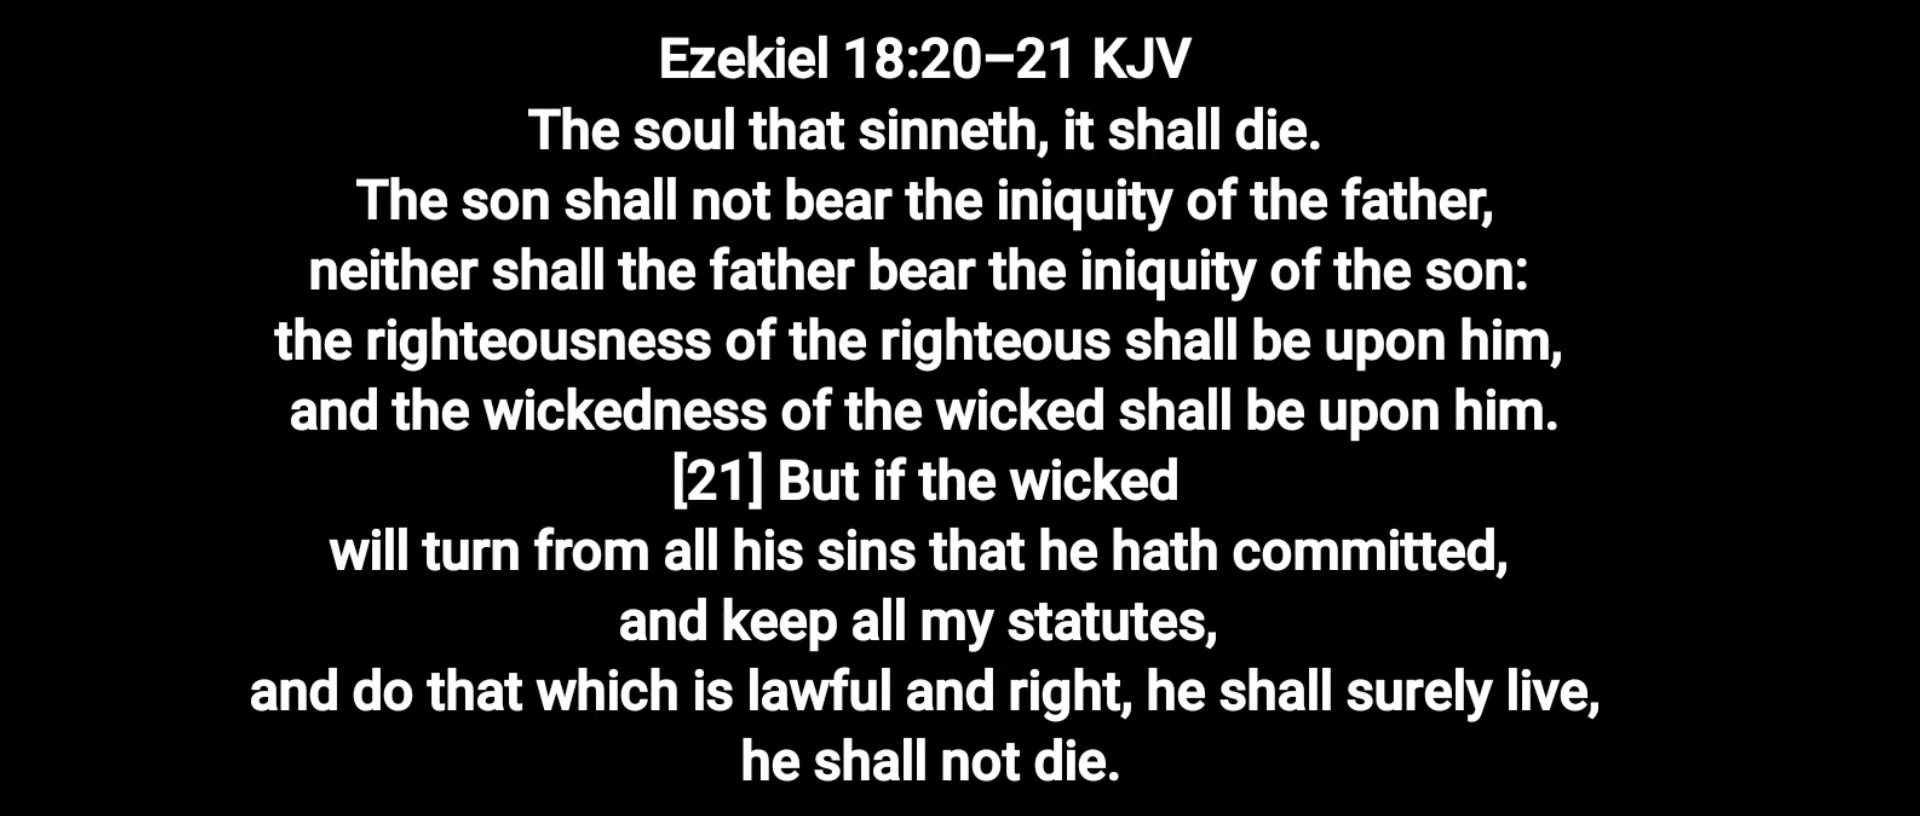 Ezekiel 18:20–21 KJV
The soul that sinneth, it shall die.
The son shall not bear the iniquity of the father,
neither shall the father bear the iniquity of the son:
the righteousness of the righteous shall be upon him,
and the wickedness of the wicked shall be upon him.
[21] But if the wicked
will turn from all his sins that he hath committed,
and keep all my statutes,
and do that which is lawful and right, he shall surely live,
he shall not die.